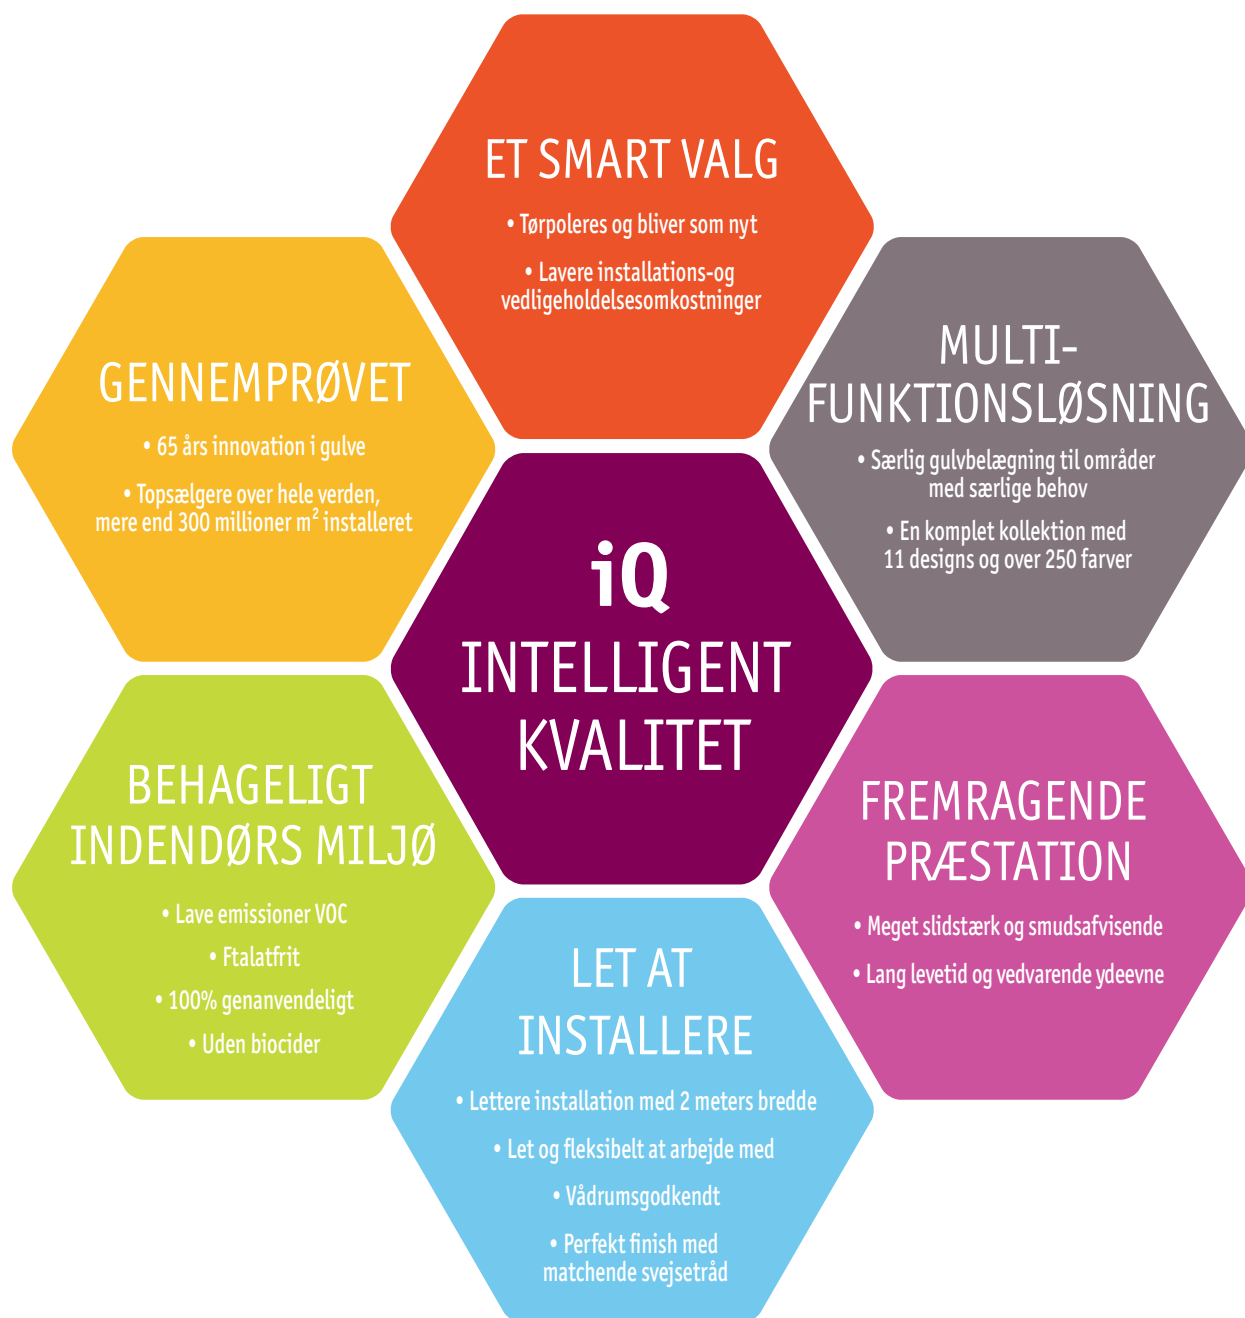 ET SMART VALG
• Tørpoleres og bliver som nyt
• Lavere installations-og
vedligeholdelsesomkostninger
GENNEMPRØVET
• 65 års innovation i gulve
• Topsælgere over hele verden,
mere end 300 millioner m² installeret
MULTI-
FUNKTIONSLØSNING
• Særlig gulvbelægning til områder
med særlige behov
• En komplet kollektion med
11 designs og over 250 farver
iQ
INTELLIGENT
KVALITET
BEHAGELIGT
INDENDØRS MILJØ
• Lave emissioner VOC
• Ftalatfrit
• 100% genanvendeligt
• Uden biocider
FREMRAGENDE
PRÆSTATION
• Meget slidstærk og smudsafvisende
• Lang levetid og vedvarende ydeevne
LET AT
INSTALLERE
• Lettere installation med 2 meters bredde
• Let og fleksibelt at arbejde med
• Vådrumsgodkendt
• Perfekt finish med
matchende svejsetråd